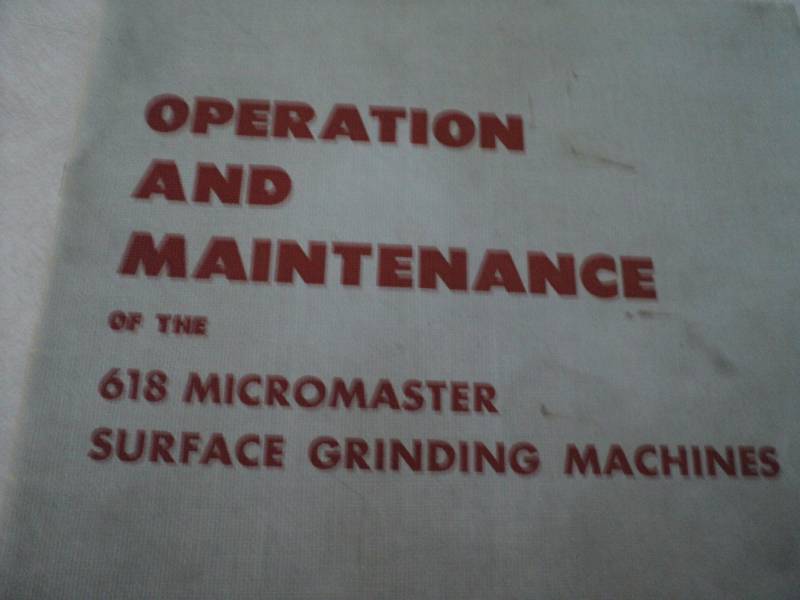 OPERATION
AND
MAINTENANCE
OF THE
618 MICROMASTER
SURFACE GRINDING MACHINES